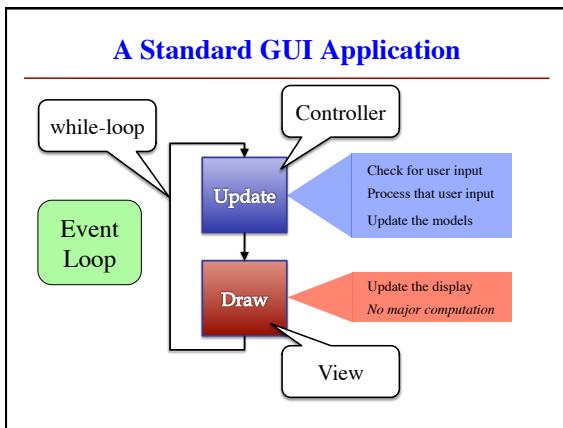 A Standard GUI Application
Controller
while-loop
Check for user input
Process that user input
Update the models
Update
Event
Loop
Draw
Update the display
No major computation
View